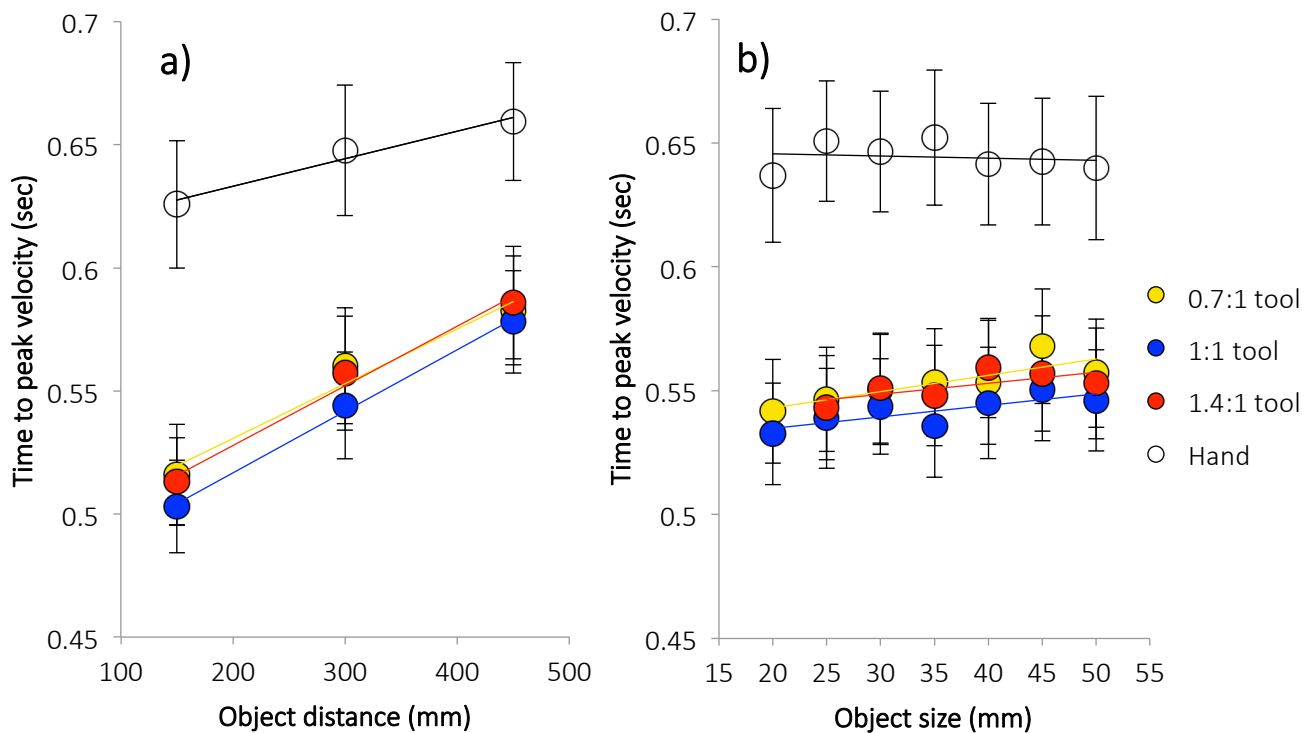 a)
Time to peak velocity (sec)
0.7
0.65
0.6
0.55
0.5
0.45
100 200 300 400 500
Object distance (mm)
b)
Time to peak velocity (sec)
0.7
0.65
0.6
0.55
0.5
0.45
15 20 25 30 35 40 45 50 55
Object size (mm)
0.7:1 tool
1:1 tool
1.4:1 tool
Hand